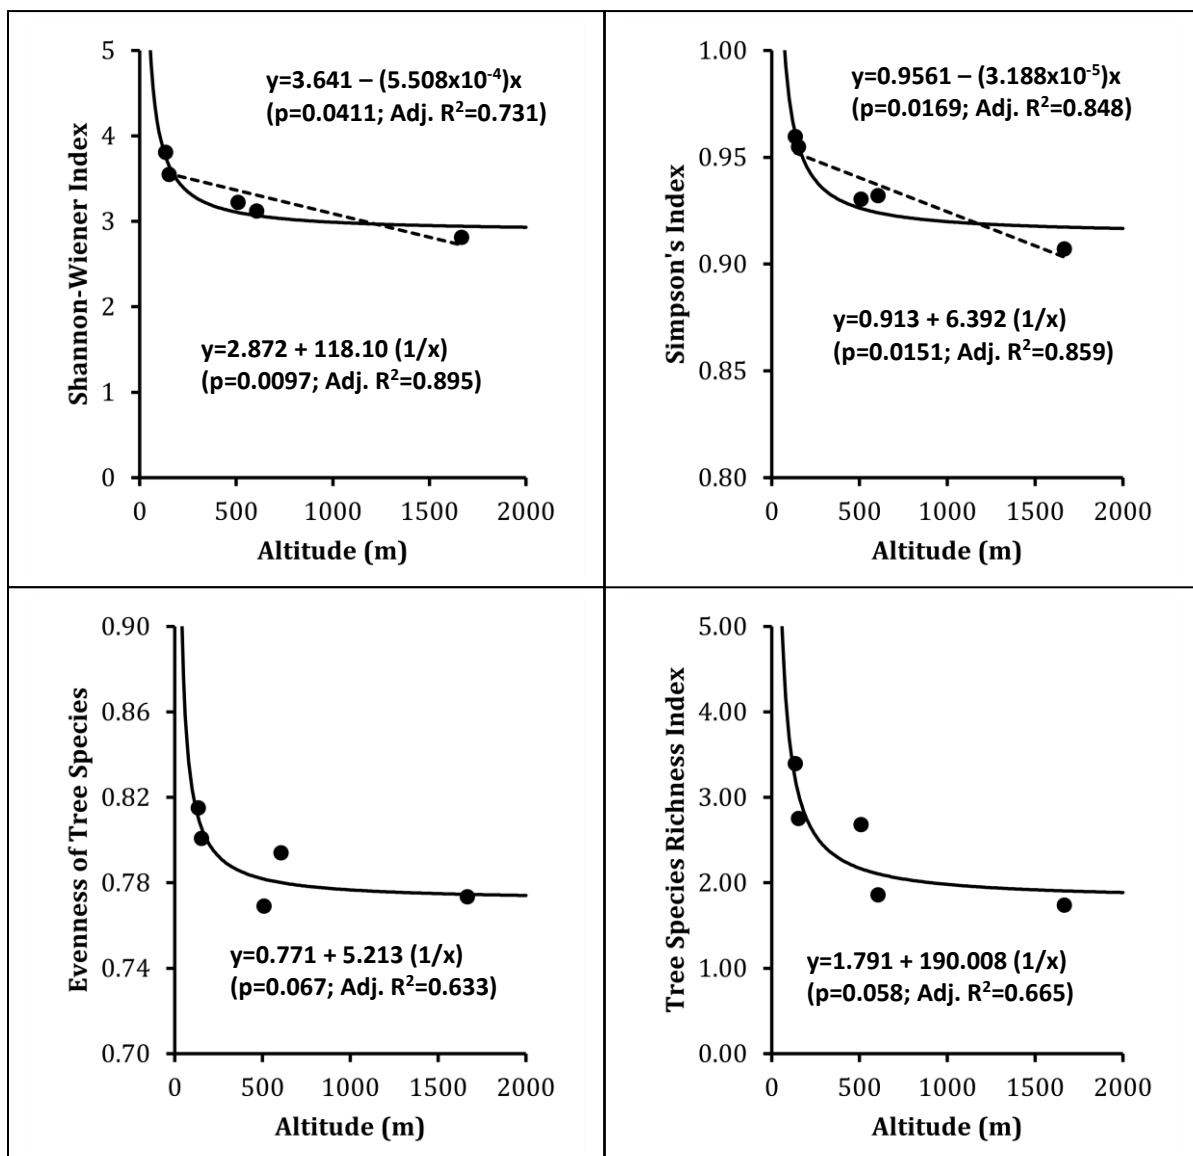 5
4
3
2
1
0
Shannon-Wiener Index
y=3.641 – (5.508x10⁻⁴)x
(p=0.0411; Adj. R²=0.731)
y=2.872 + 118.10 (1/x)
(p=0.0097; Adj. R²=0.895)
0 500 1000 1500 2000
Altitude (m)
1.00
0.95
0.90
0.85
0.80
Simpson's Index
y=0.9561 – (3.188x10⁻⁵)x
(p=0.0169; Adj. R²=0.848)
y=0.913 + 6.392 (1/x)
(p=0.0151; Adj. R²=0.859)
0 500 1000 1500 2000
Altitude (m)
0.90
0.86
0.82
0.78
0.74
0.70
Evenness of Tree Species
y=0.771 + 5.213 (1/x)
(p=0.067; Adj. R²=0.633)
0 500 1000 1500 2000
Altitude (m)
5.00
4.00
3.00
2.00
1.00
0.00
Tree Species Richness Index
y=1.791 + 190.008 (1/x)
(p=0.058; Adj. R²=0.665)
0 500 1000 1500 2000
Altitude (m)